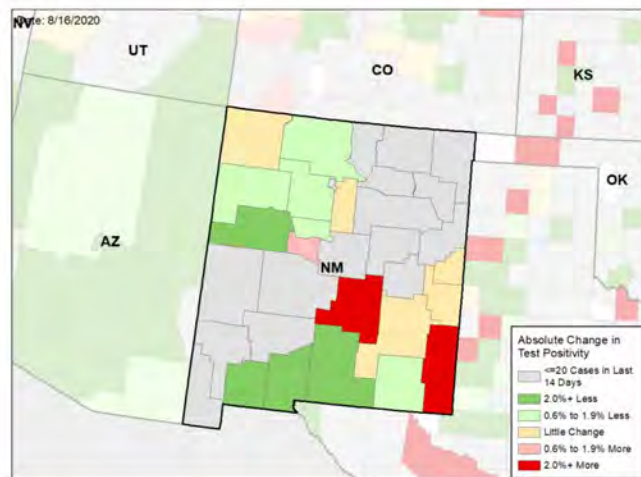 Date: 8/16/2020
NV
UT
CO
KS
OK
AZ
NM
Absolute Change in
Test Positivity
<=20 Cases in Last
14 Days
2.0%+ Less
0.6% to 1.9% Less
Little Change
0.6% to 1.9% More
2.0%+ More